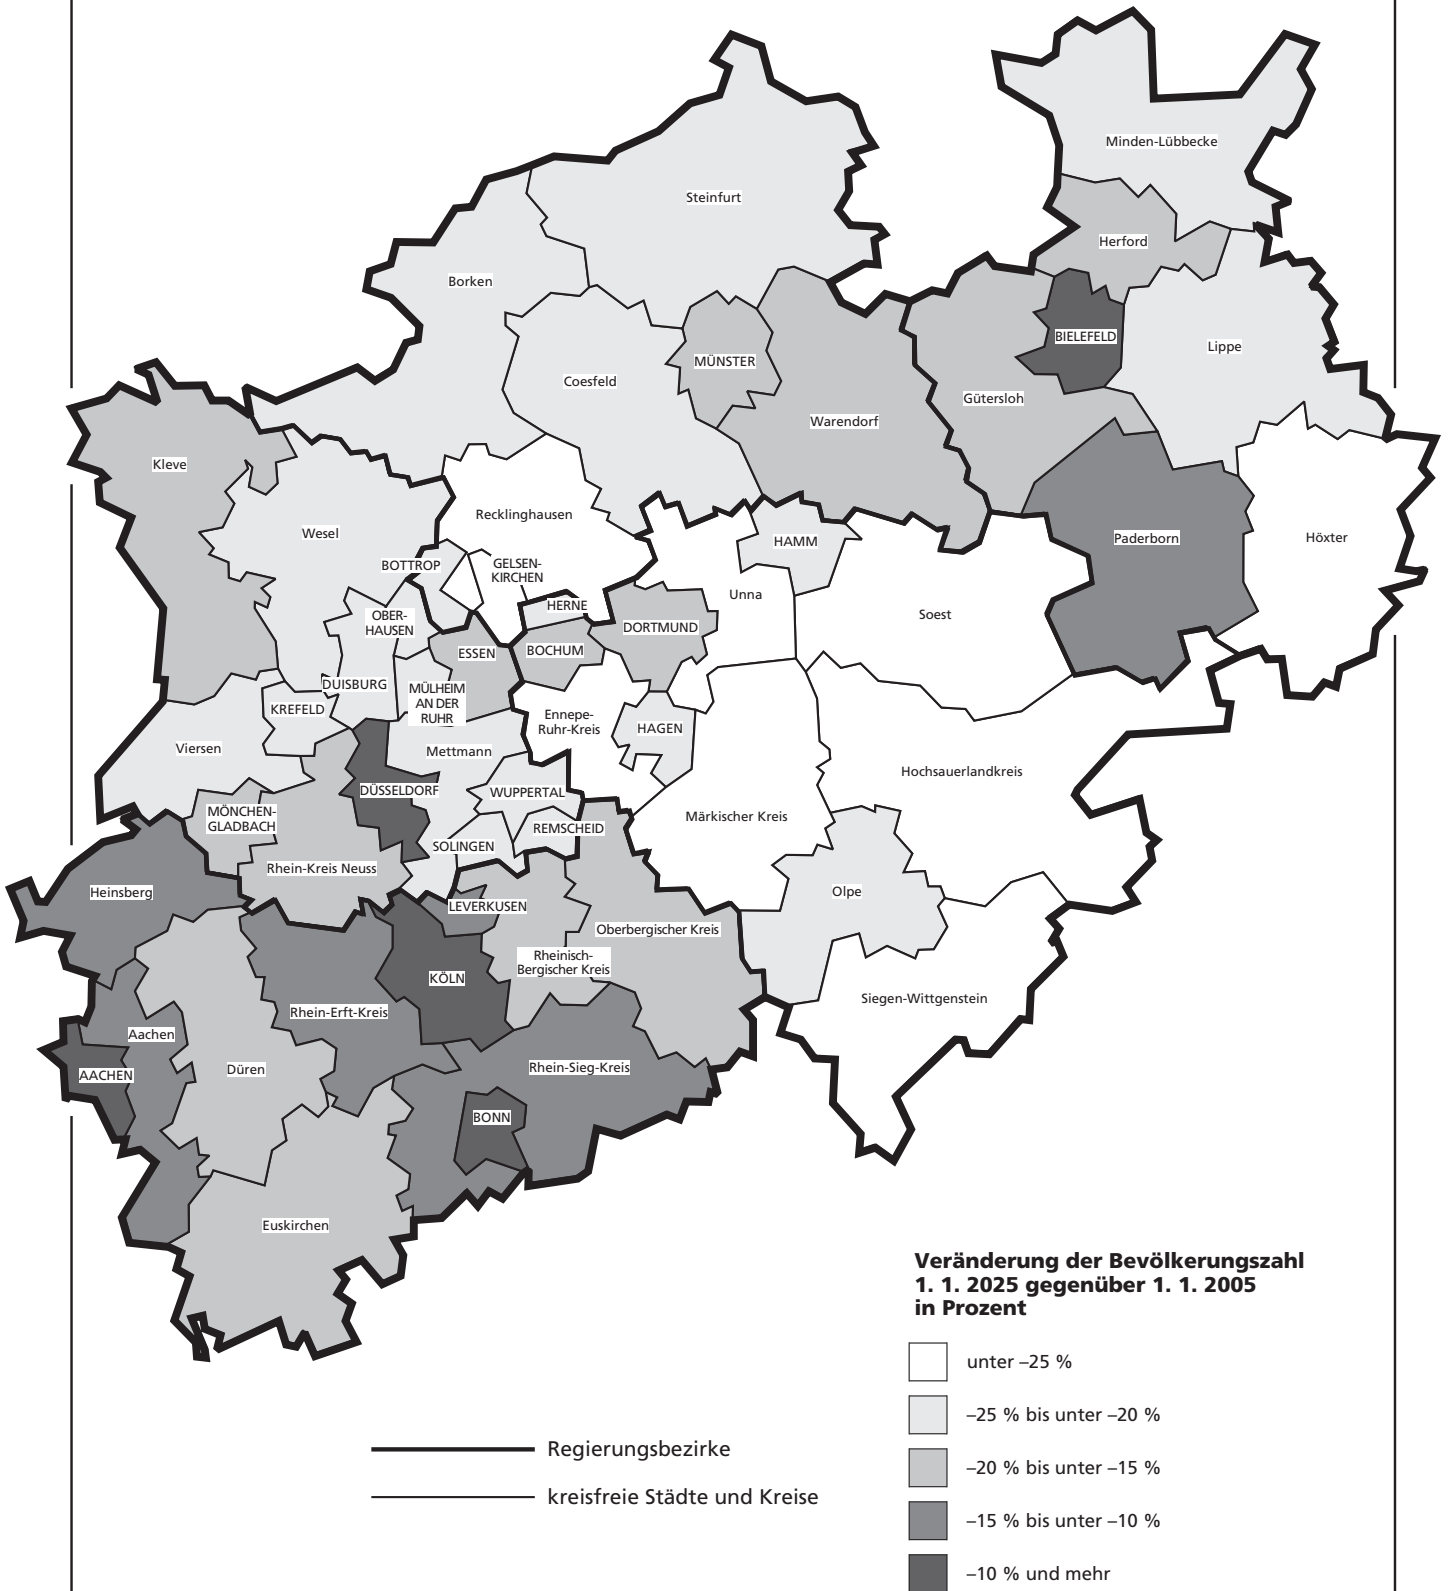 Minden-Lübbecke
Steinfurt
Herford
Borken
BIELEFELD
Lippe
MÜNSTER
Coesfeld
Gütersloh
Warendorf
Kleve
Recklinghausen
Wesel
Paderborn
Höxter
HAMM
BOTTROP
GELSEN-
KIRCHEN
Unna
HERNE
Soest
OBER-
HAUSEN
DORTMUND
ESSEN
BOCHUM
DUISBURG
MÜLHEIM
AN DER
RUHR
KREFELD
Ennepe-
Ruhr-Kreis
HAGEN
Viersen
Mettmann
Hochsauerlandkreis
DÜSSELDORF
WUPPERTAL
MÖNCHEN-
GLADBACH
Märkischer Kreis
REMSCHEID
SOLINGEN
Rhein-Kreis Neuss
Heinsberg
Olpe
LEVERKUSEN
Oberbergischer Kreis
Rheinisch-
Bergischer Kreis
KÖLN
Siegen-Wittgenstein
Rhein-Erft-Kreis
Aachen
Düren
Rhein-Sieg-Kreis
AACHEN
BONN
Euskirchen
Veränderung der Bevölkerungszahl
1. 1. 2025 gegenüber 1. 1. 2005
in Prozent
unter –25 %
–25 % bis unter –20 %
–20 % bis unter –15 %
–15 % bis unter –10 %
–10 % und mehr
Regierungsbezirke
kreisfreie Städte und Kreise